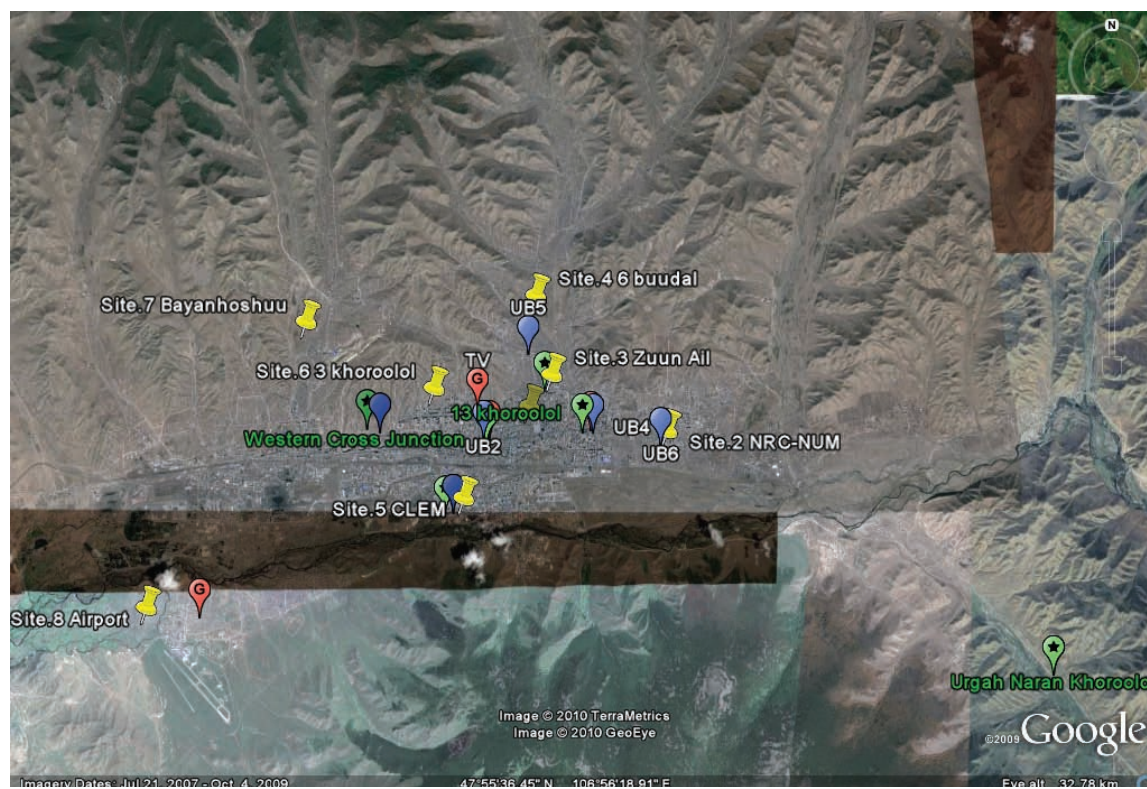 N
Site.4 6 buudal
Site.7 Bayanhoshuu
UB5
TV
G
Site.3 Zuun Ail
Site.6 3 khoroolol
13 khoroolol
Western Cross Junction
UB2
UB4
Site.2 NRC-NUM
UB6
Site.5 CLEM
G
Site.8 Airport
Urgah Naran Khoroolo
Image © 2010 TerraMetrics
Image © 2010 GeoEye
©2009 Google
Imagery Dates: Jul 21, 2007 - Oct 4, 2009 47°55'36.45" N 106°56'18.91" E Eye alt 32.78 km